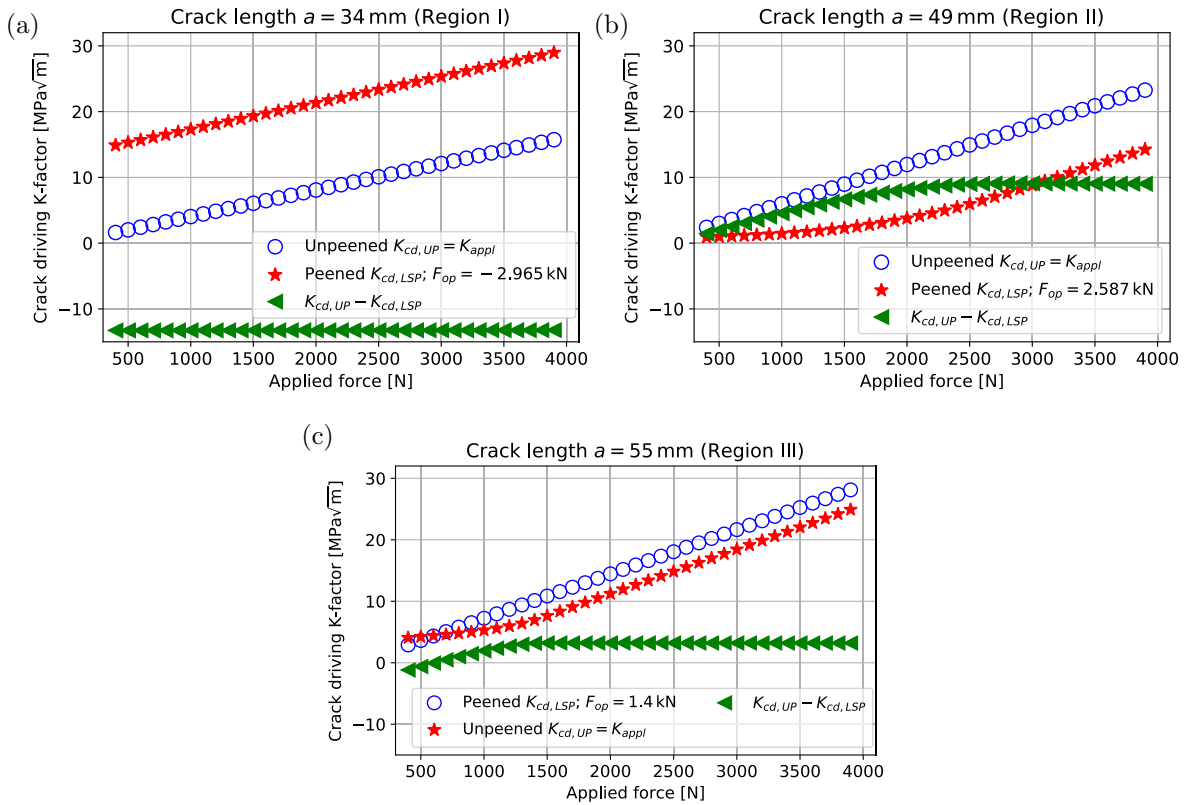 (a)
Crack length a = 34 mm (Region I)
Crack driving K-factor [MPa√m]
30
20
10
0
−10
Unpeened K_{cd,UP} = K_{appl}
Peened K_{cd,LSP}; F_{op} = −2.965 kN
K_{cd,UP} − K_{cd,LSP}
500 1000 1500 2000 2500 3000 3500 4000
Applied force [N]
(b)
Crack length a = 49 mm (Region II)
Crack driving K-factor [MPa√m]
30
20
10
0
−10
Unpeened K_{cd,UP} = K_{appl}
Peened K_{cd,LSP}; F_{op} = 2.587 kN
K_{cd,UP} − K_{cd,LSP}
500 1000 1500 2000 2500 3000 3500 4000
Applied force [N]
(c)
Crack length a = 55 mm (Region III)
Crack driving K-factor [MPa√m]
30
20
10
0
−10
Peened K_{cd,LSP}; F_{op} = 1.4 kN
Unpeened K_{cd,UP} = K_{appl}
K_{cd,UP} − K_{cd,LSP}
500 1000 1500 2000 2500 3000 3500 4000
Applied force [N]